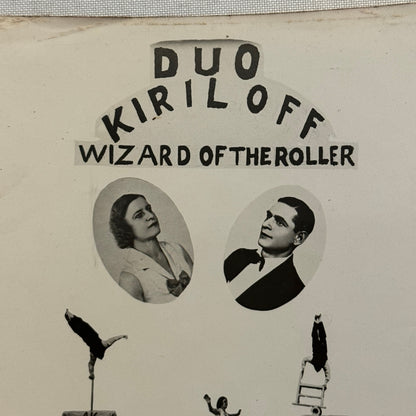 DUO
KIRILOFF
WIZARD OF THE ROLLER